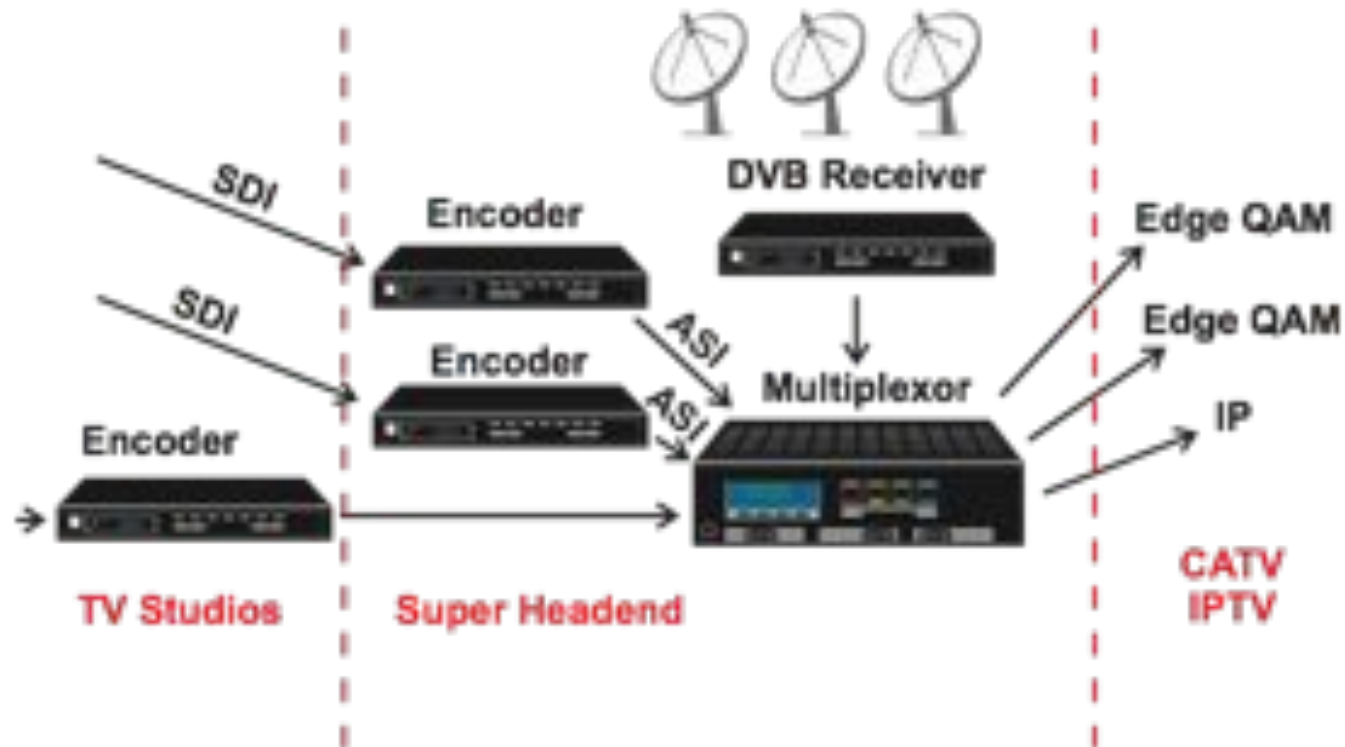 SDI
DVB Receiver
Encoder
Edge QAM
SDI
ASI
Edge QAM
Encoder
Multiplexor
ASI
IP
Encoder
TV Studios
Super Headend
CATV
IPTV